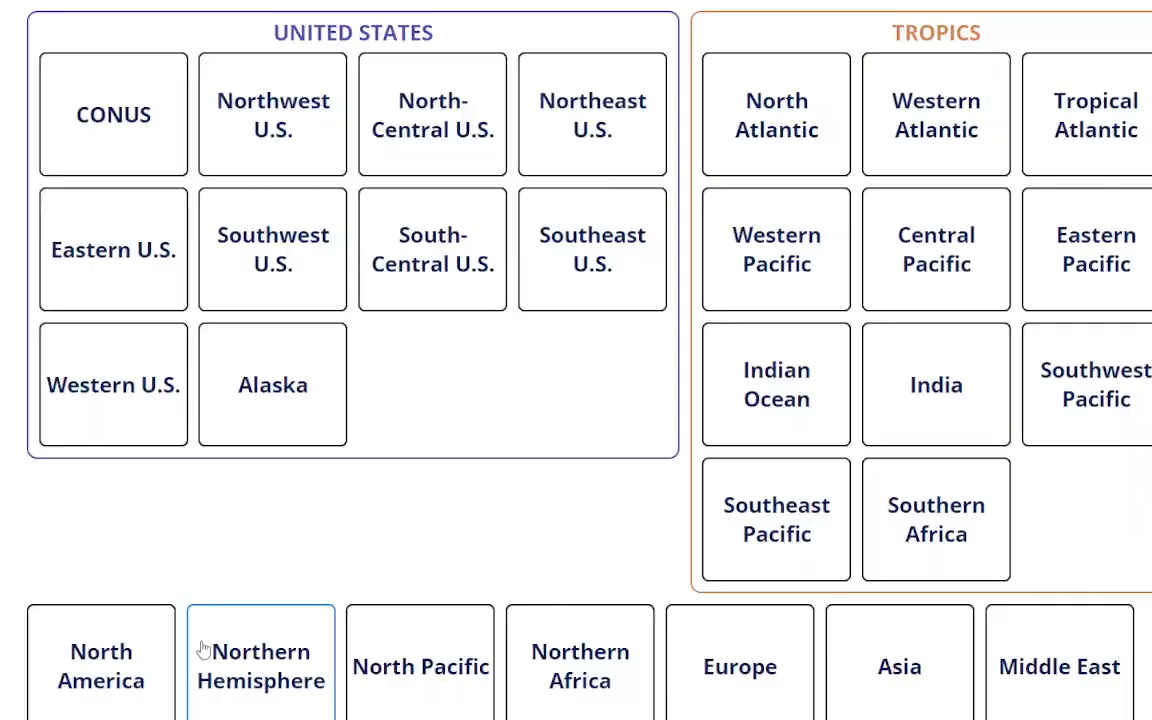 UNITED STATES
CONUS
Northwest
U.S.
North-
Central U.S.
Northeast
U.S.
Eastern U.S.
Southwest
U.S.
South-
Central U.S.
Southeast
U.S.
Western U.S.
Alaska
TROPICS
North
Atlantic
Western
Atlantic
Tropical
Atlantic
Western
Pacific
Central
Pacific
Eastern
Pacific
Indian
Ocean
India
Southwest
Pacific
Southeast
Pacific
Southern
Africa
North
America
Northern
Hemisphere
North Pacific
Northern
Africa
Europe
Asia
Middle East